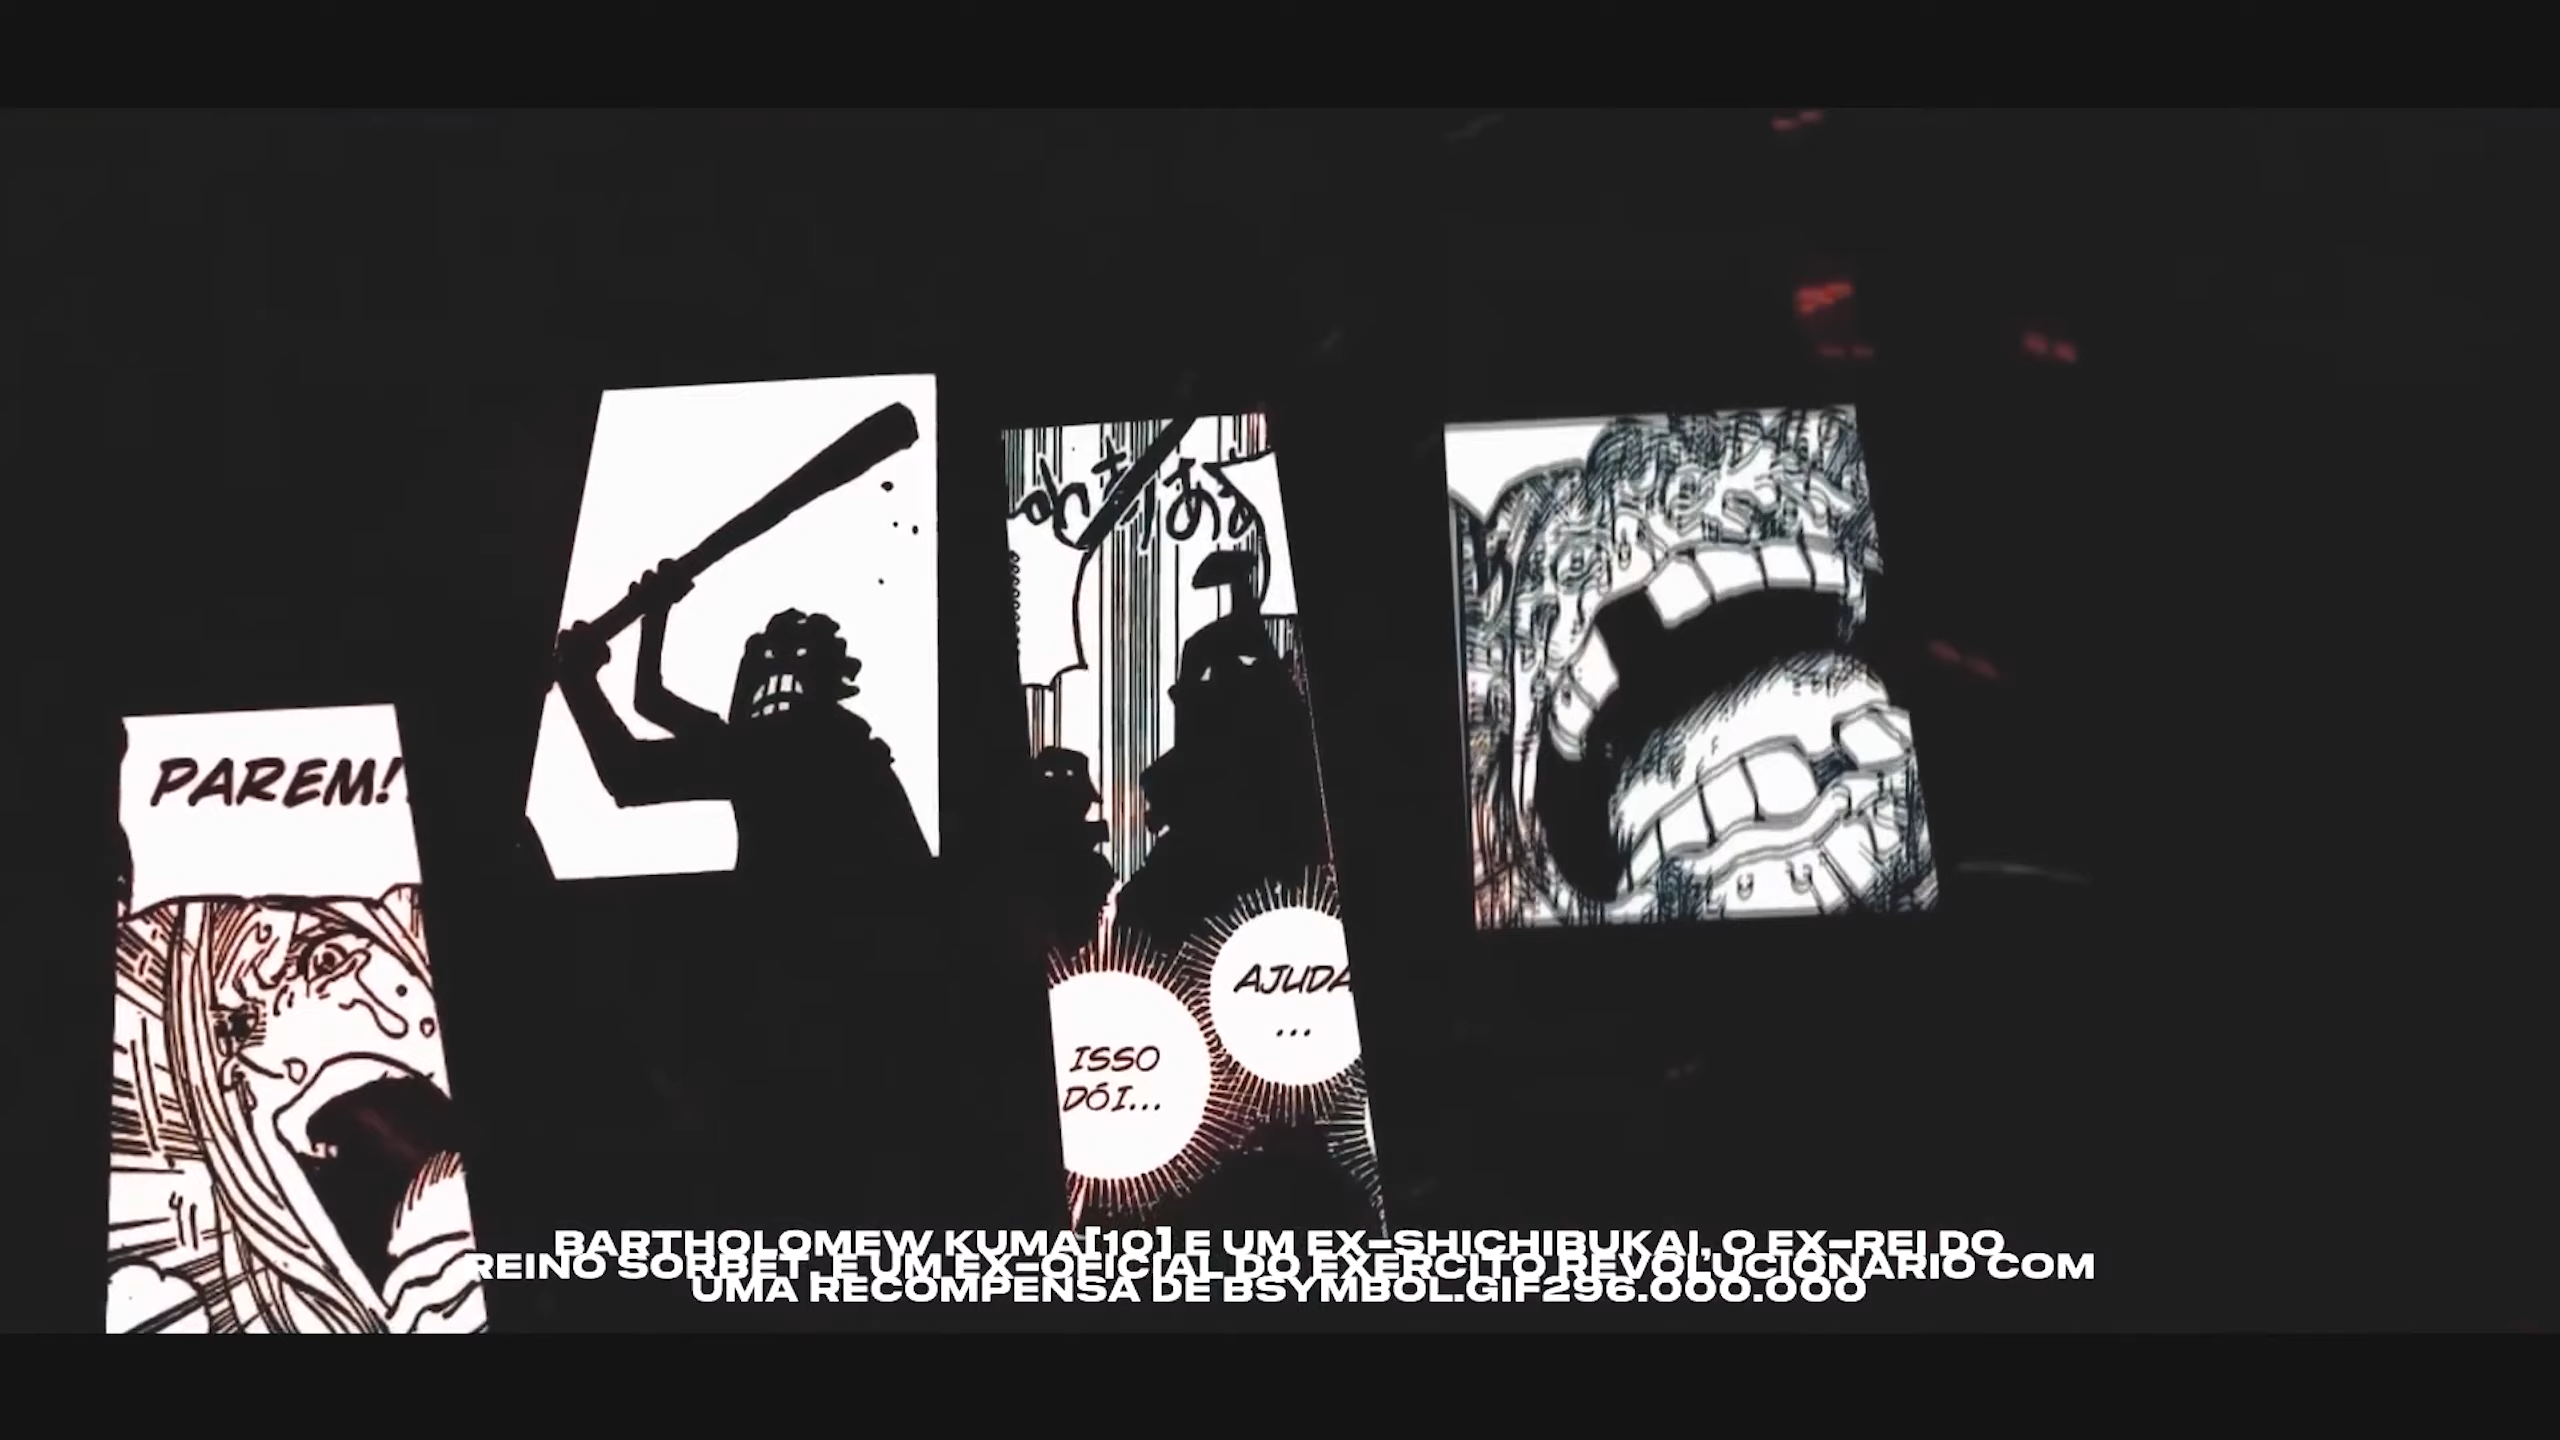 PAREM!
AJUDA
...
ISSO
DÓI...
BARTHOLOMEW KUMA[10] E UM EX-SHICHIBUKAI, O EX-REI DO
REINO SORBET, E UM EX-OFICIAL DO EXERCITO REVOLUCIONARIO COM
UMA RECOMPENSA DE BSYMBOL.GIF296.000.000